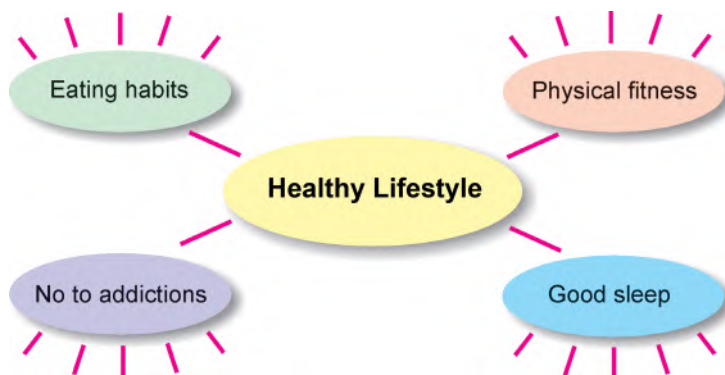 Eating habits
Physical fitness
Healthy Lifestyle
No to addictions
Good sleep